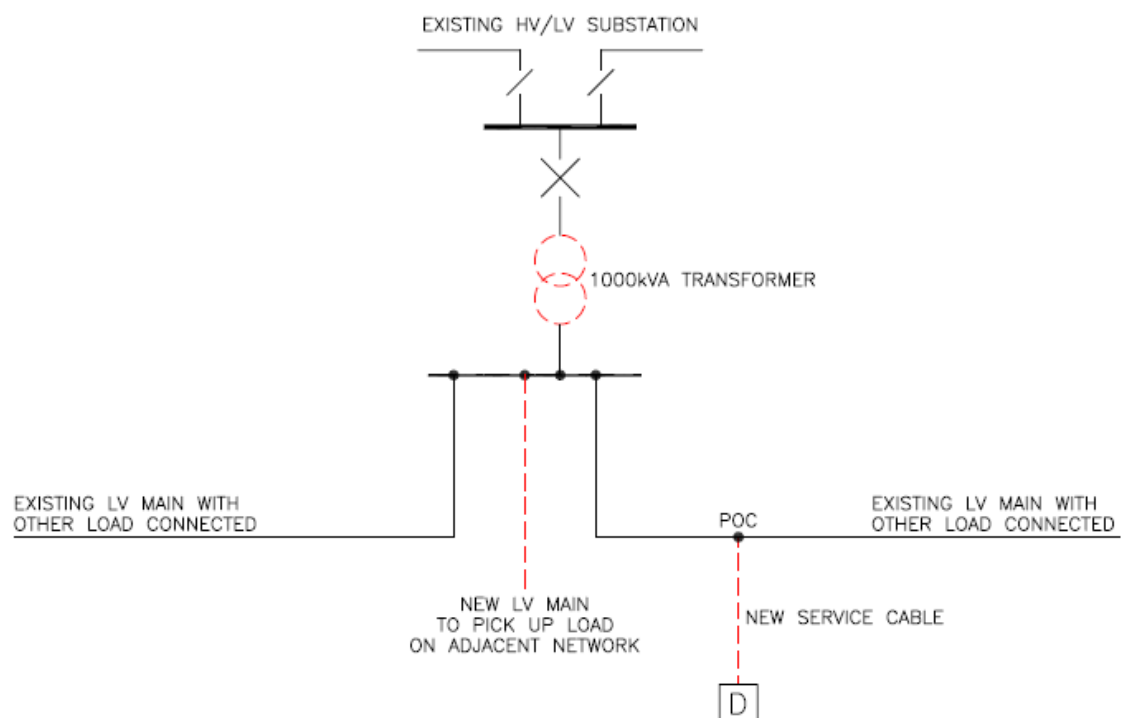 EXISTING HV/LV SUBSTATION
1000kVA TRANSFORMER
EXISTING LV MAIN WITH
OTHER LOAD CONNECTED
POC
EXISTING LV MAIN WITH
OTHER LOAD CONNECTED
NEW LV MAIN
TO PICK UP LOAD
ON ADJACENT NETWORK
NEW SERVICE CABLE
D